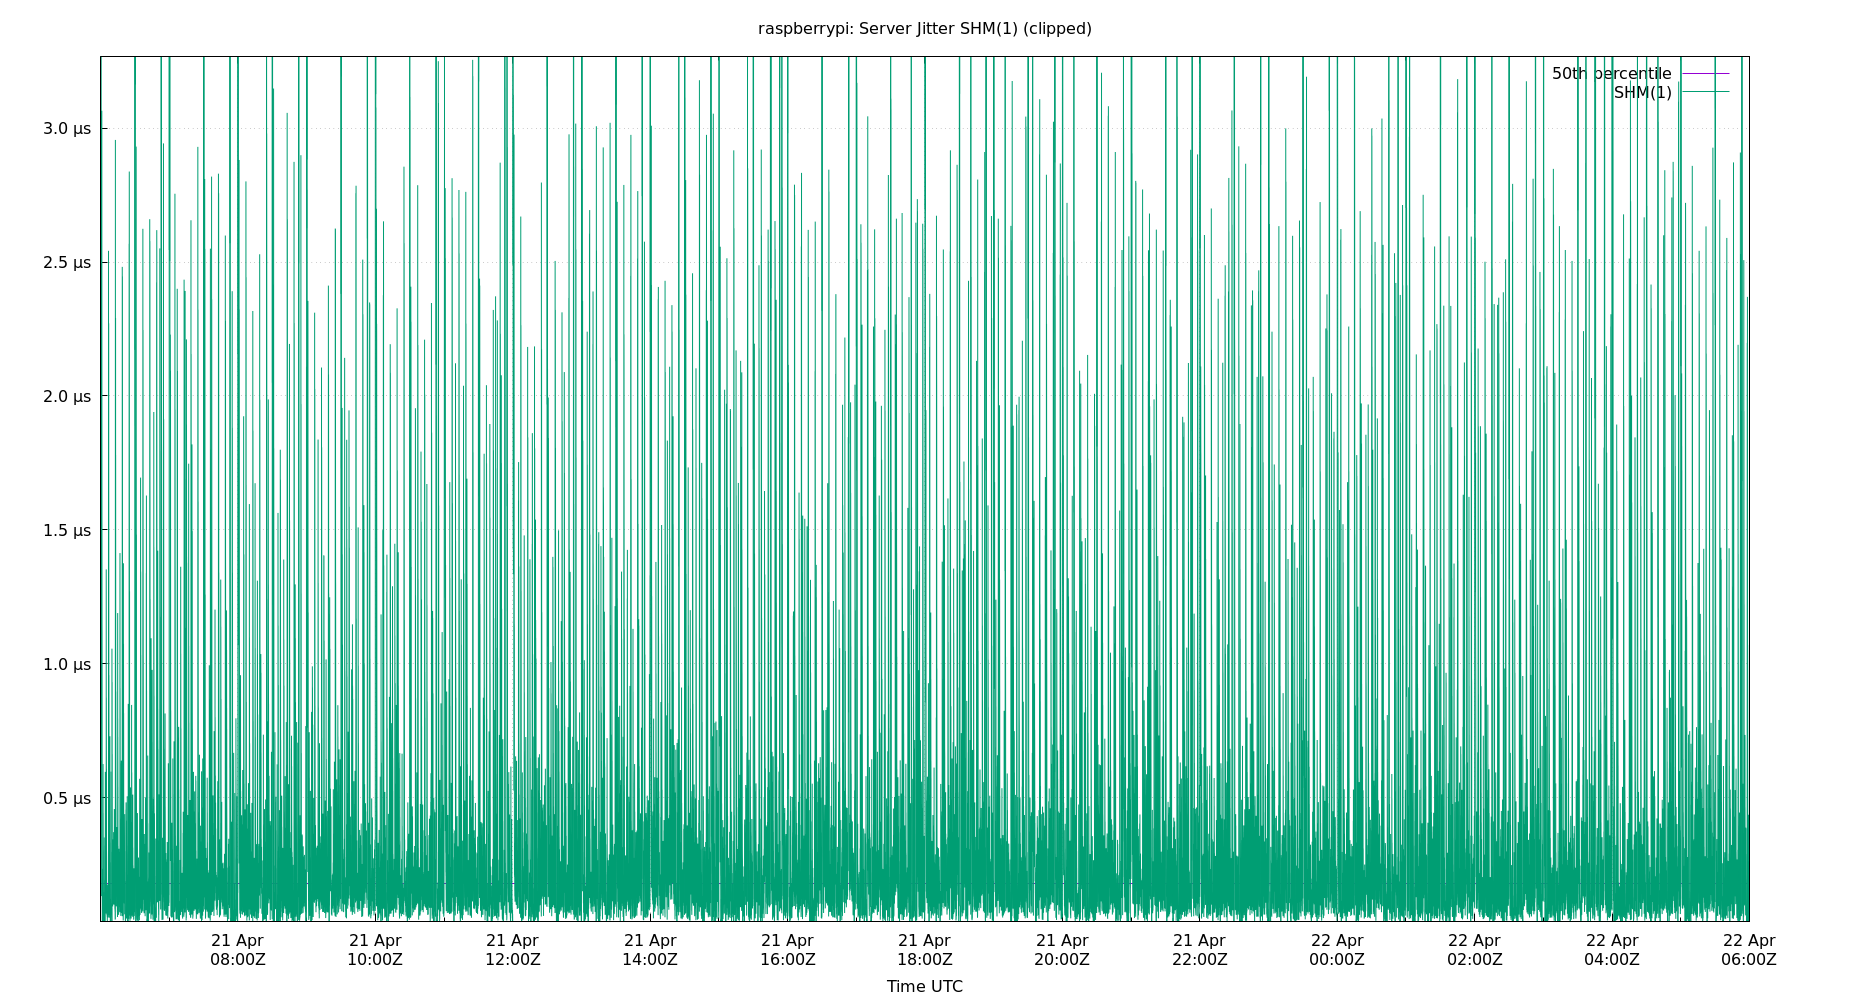 raspberrypi: Server Jitter SHM(1) (clipped)
50th percentile
SHM(1)
3.0 µs
2.5 µs
2.0 µs
1.5 µs
1.0 µs
0.5 µs
21 Apr 21 Apr 21 Apr 21 Apr 21 Apr 21 Apr 21 Apr 21 Apr 22 Apr 22 Apr 22 Apr 22 Apr
08:00Z 10:00Z 12:00Z 14:00Z 16:00Z 18:00Z 20:00Z 22:00Z 00:00Z 02:00Z 04:00Z 06:00Z
Time UTC